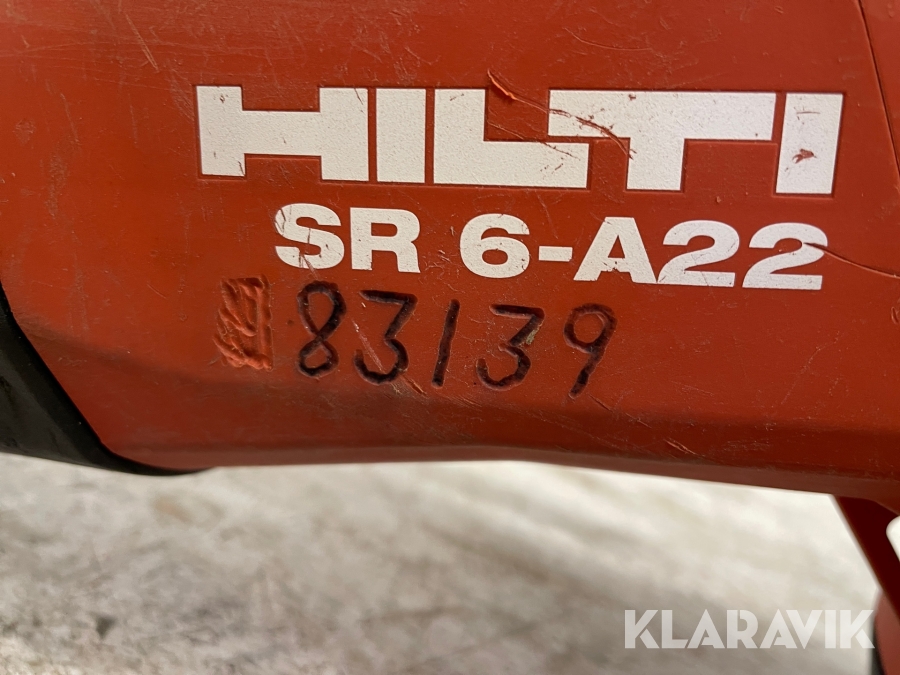 HILTI
SR 6-A22
83139
KLARAVIK